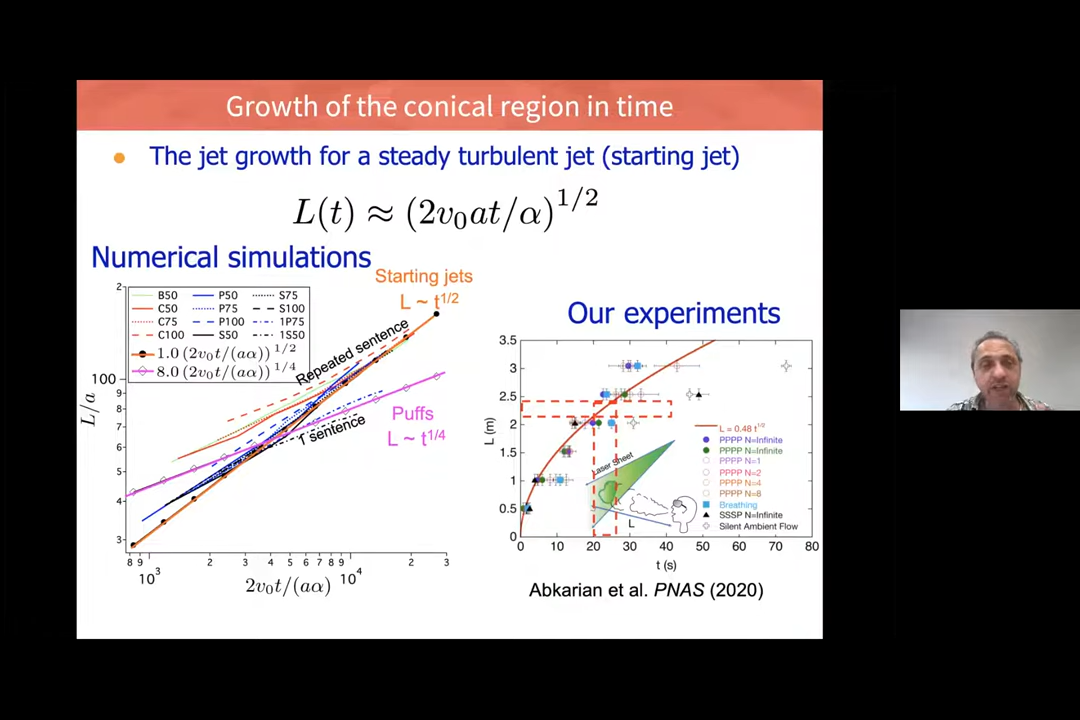 Growth of the conical region in time
The jet growth for a steady turbulent jet (starting jet)
L(t) ≈ (2v₀at/α)^1/2
Numerical simulations
Starting jets
L ~ t^1/2
B50 P50 S75
C50 P75 S100
C75 P100 1P75
C100 S50 1S50
1.0 (2v₀t/(aα))^1/2
8.0 (2v₀t/(aα))^1/4
Repeated sentence
1 sentence
Puffs
L ~ t^1/4
L/a
2
100
9
8
7
6
5
4
3
8 9 2 3 4 5 6 7 8 9 2 3
10³ 10⁴
2v₀t/(aα)
Our experiments
3.5
3
2.5
2
1.5
1
0.5
0
L (m)
L = 0.48 t^1/2
PPPP N=Infinite
PPPP N=Infinite
PPPP N=1
PPPP N=2
PPPP N=4
PPPP N=8
Breathing
SSSP N=Infinite
Silent Ambient Flow
Laser Sheet
L
0 10 20 30 40 50 60 70 80
t (s)
Abkarian et al. PNAS (2020)